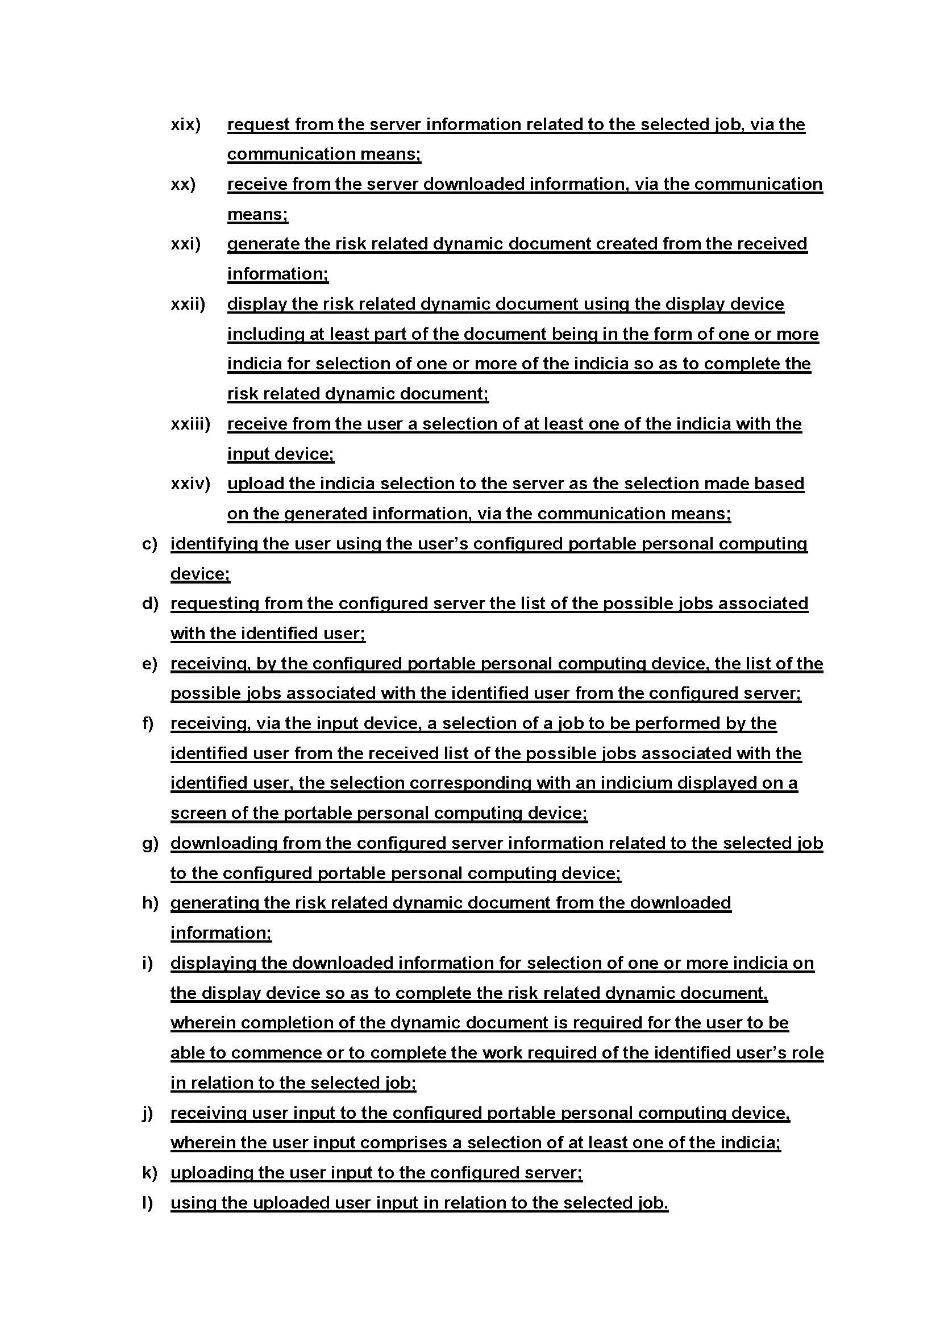 xix) request from the server information related to the selected job, via the
communication means;
xx) receive from the server downloaded information, via the communication
means;
xxi) generate the risk related dynamic document created from the received
information;
xxii) display the risk related dynamic document using the display device
including at least part of the document being in the form of one or more
indicia for selection of one or more of the indicia so as to complete the
risk related dynamic document;
xxiii) receive from the user a selection of at least one of the indicia with the
input device;
xxiv) upload the indicia selection to the server as the selection made based
on the generated information, via the communication means;
c) identifying the user using the user's configured portable personal computing
device;
d) requesting from the configured server the list of the possible jobs associated
with the identified user;
e) receiving, by the configured portable personal computing device, the list of the
possible jobs associated with the identified user from the configured server;
f) receiving, via the input device, a selection of a job to be performed by the
identified user from the received list of the possible jobs associated with the
identified user, the selection corresponding with an indicium displayed on a
screen of the portable personal computing device;
g) downloading from the configured server information related to the selected job
to the configured portable personal computing device;
h) generating the risk related dynamic document from the downloaded
information;
i) displaying the downloaded information for selection of one or more indicia on
the display device so as to complete the risk related dynamic document,
wherein completion of the dynamic document is required for the user to be
able to commence or to complete the work required of the identified user's role
in relation to the selected job;
j) receiving user input to the configured portable personal computing device,
wherein the user input comprises a selection of at least one of the indicia;
k) uploading the user input to the configured server;
l) using the uploaded user input in relation to the selected job.